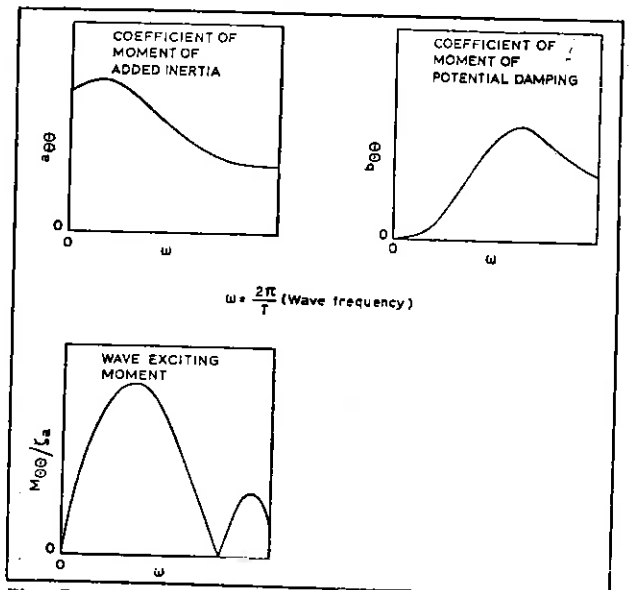 COEFFICIENT OF
MOMENT OF
ADDED INERTIA
aΘΘ
0
0
ω
COEFFICIENT OF
MOMENT OF
POTENTIAL DAMPING
bΘΘ
0
0
ω
ω = 2π/T (Wave frequency)
WAVE EXCITING
MOMENT
MΘΘ/ζa
0
0
ω